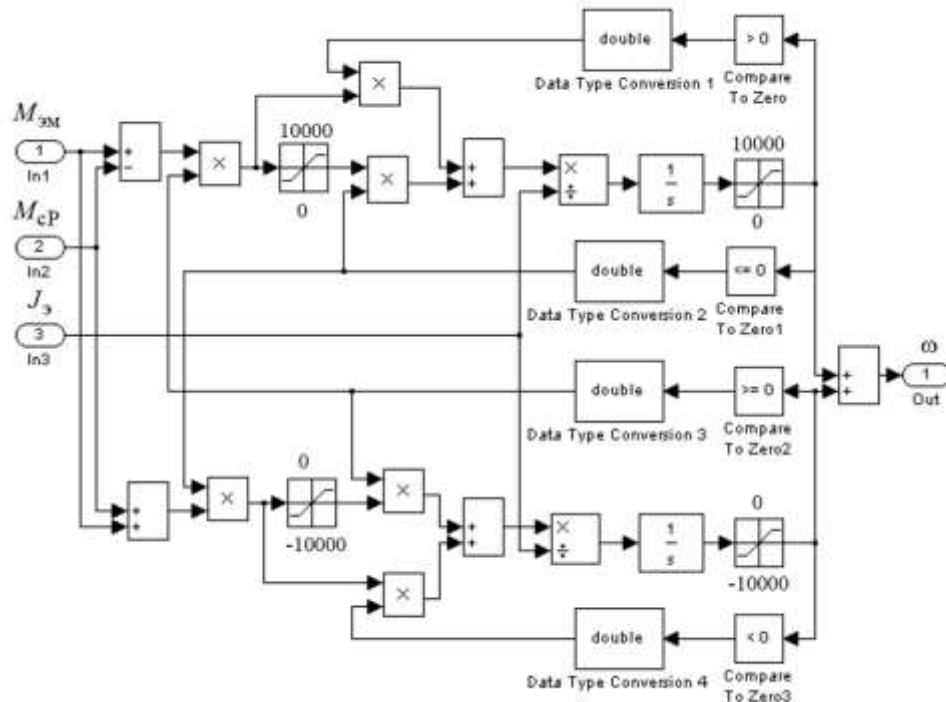 double
> 0
Data Type Conversion 1
Compare
To Zero
Mэм
1
In1
+
−
×
×
10000
0
×
+
+
×
÷
1
s
10000
0
MсР
2
In2
double
<= 0
Data Type Conversion 2
Compare
To Zero1
Jэ
3
In3
ω
+
+
1
Out
double
>= 0
Data Type Conversion 3
Compare
To Zero2
+
+
×
0
-10000
×
+
+
×
÷
1
s
0
-10000
×
double
< 0
Data Type Conversion 4
Compare
To Zero3